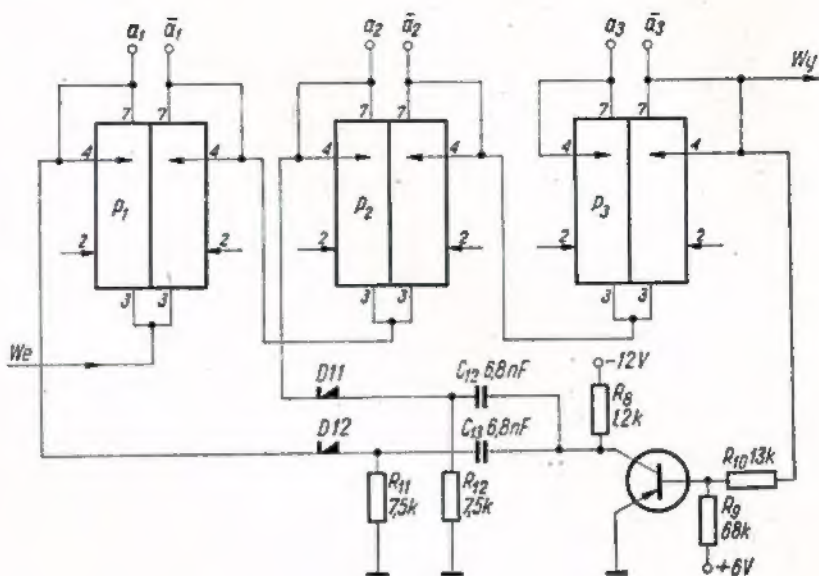 a₁ ā₁ a₂ ā₂ a₃ ā₃ Wy
7 7 7 7 7 7
4 4 4 4 4 4
p₁ p₂ p₃
2 2 2 2 2 2
3 3 3 3 3 3
We
D11 C₁₂ 6,8nF -12V
R₈
1,2k
D12 C₁₃ 6,8nF R₁₀ 13k
R₁₁
7,5k
R₁₂
7,5k
R₉
68k
+6V